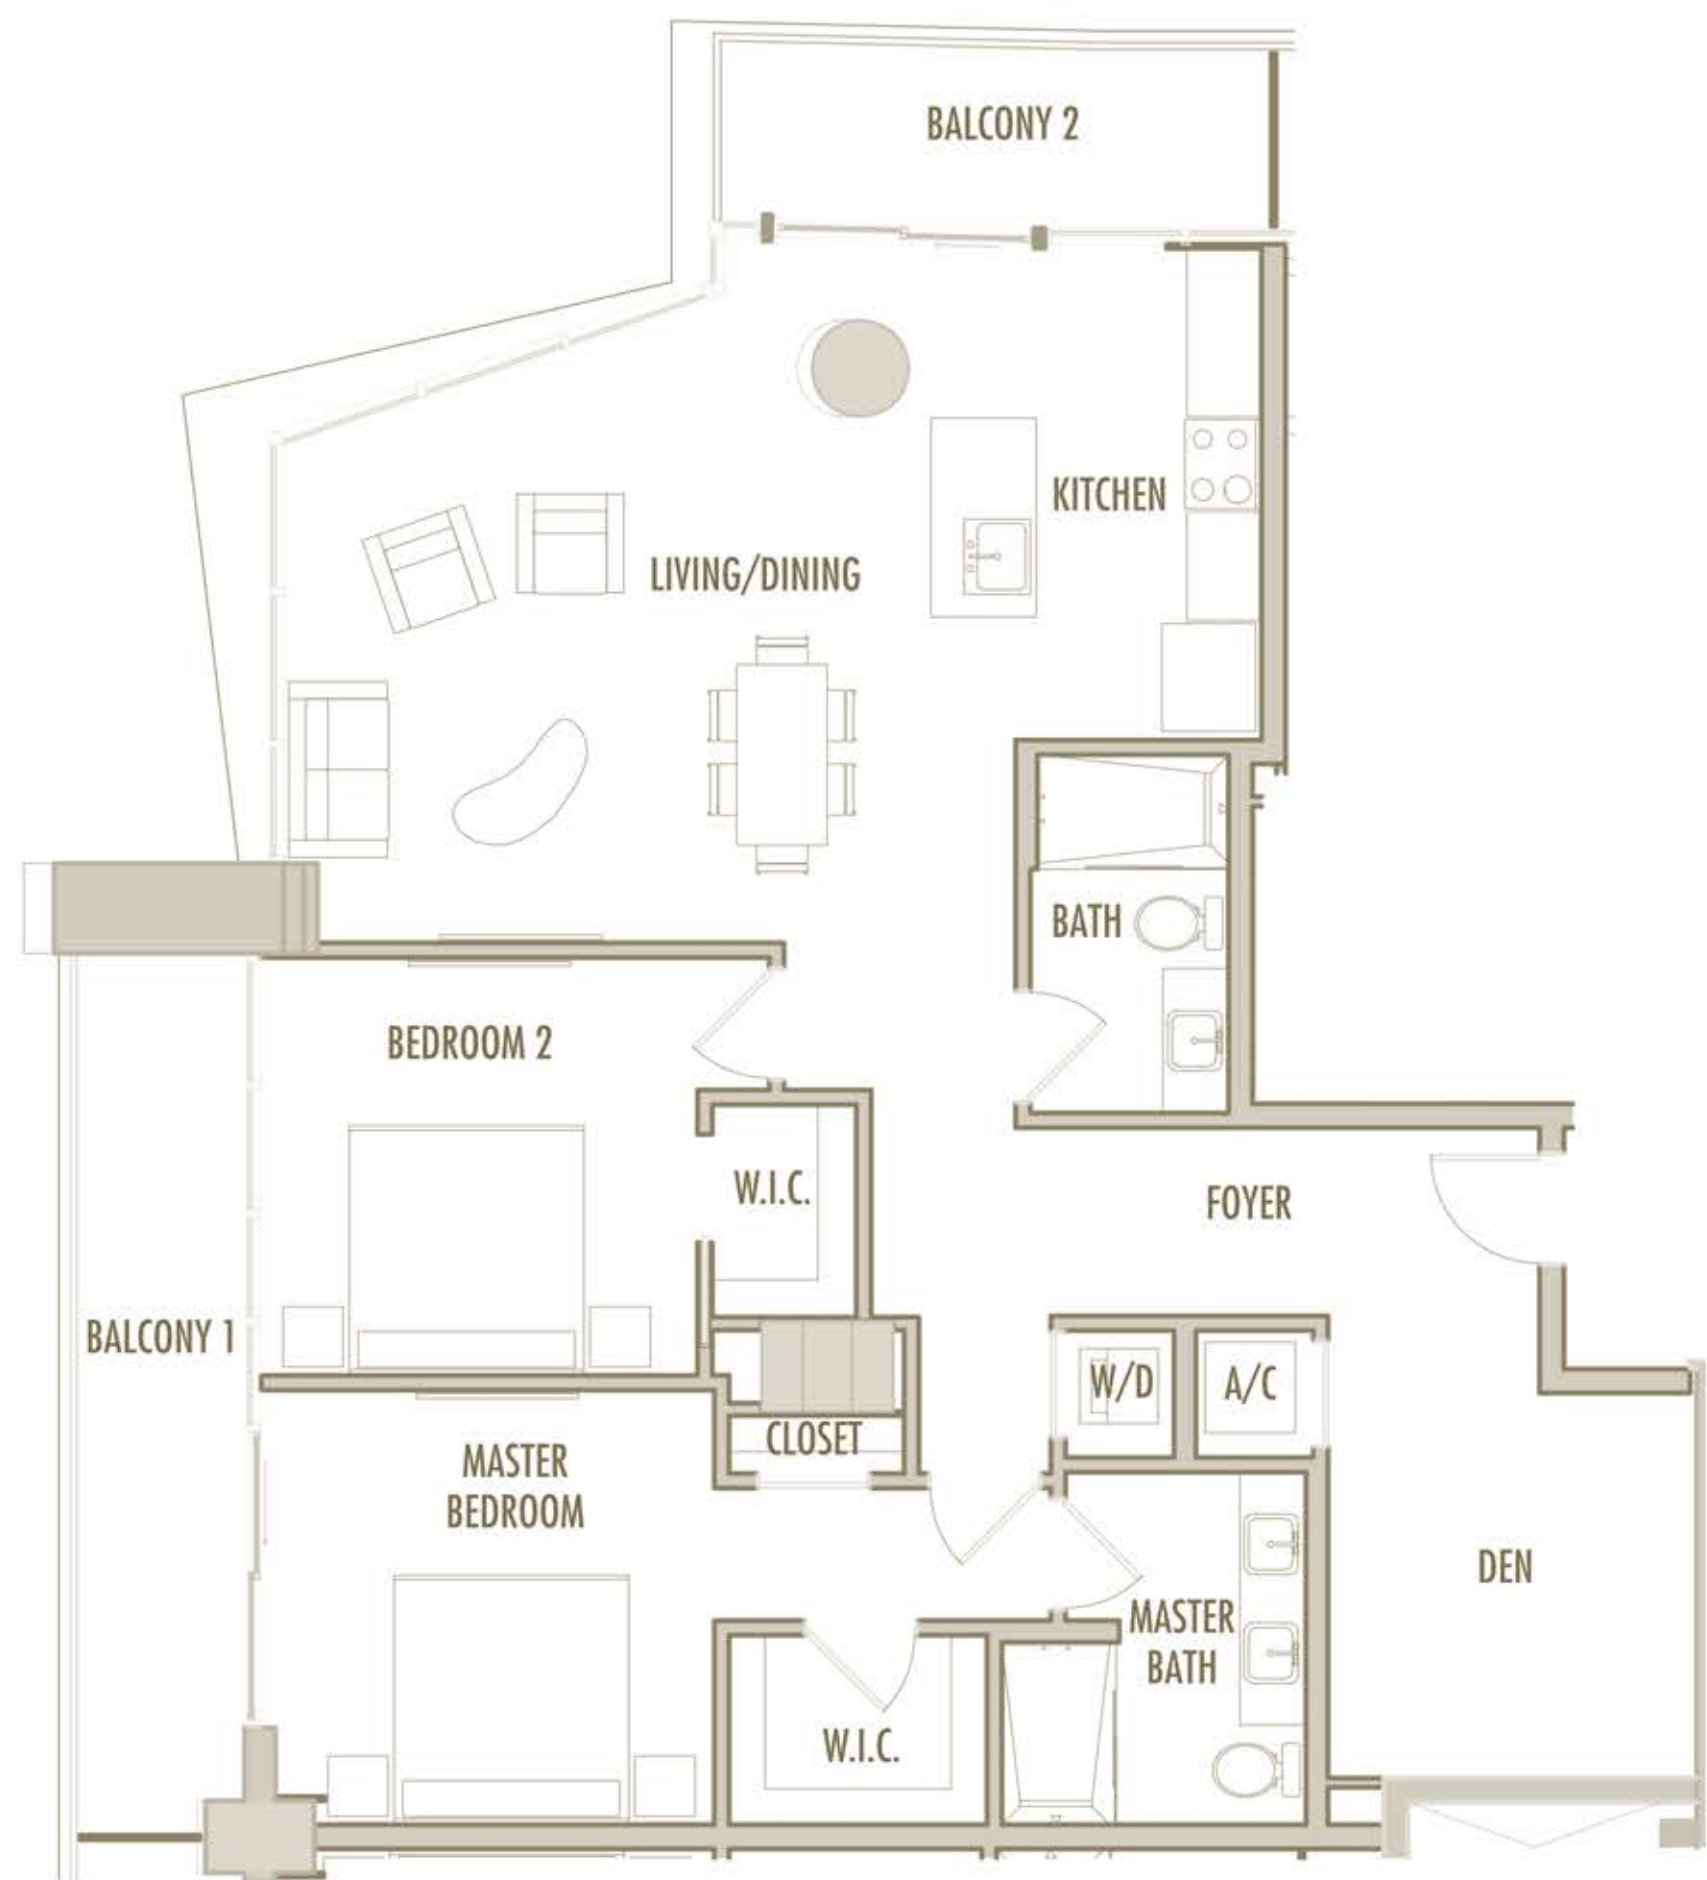 BALCONY 2
KITCHEN
LIVING/DINING
BATH
BEDROOM 2
W.I.C.
FOYER
BALCONY 1
W/D
A/C
CLOSET
MASTER
BEDROOM
DEN
MASTER
BATH
W.I.C.